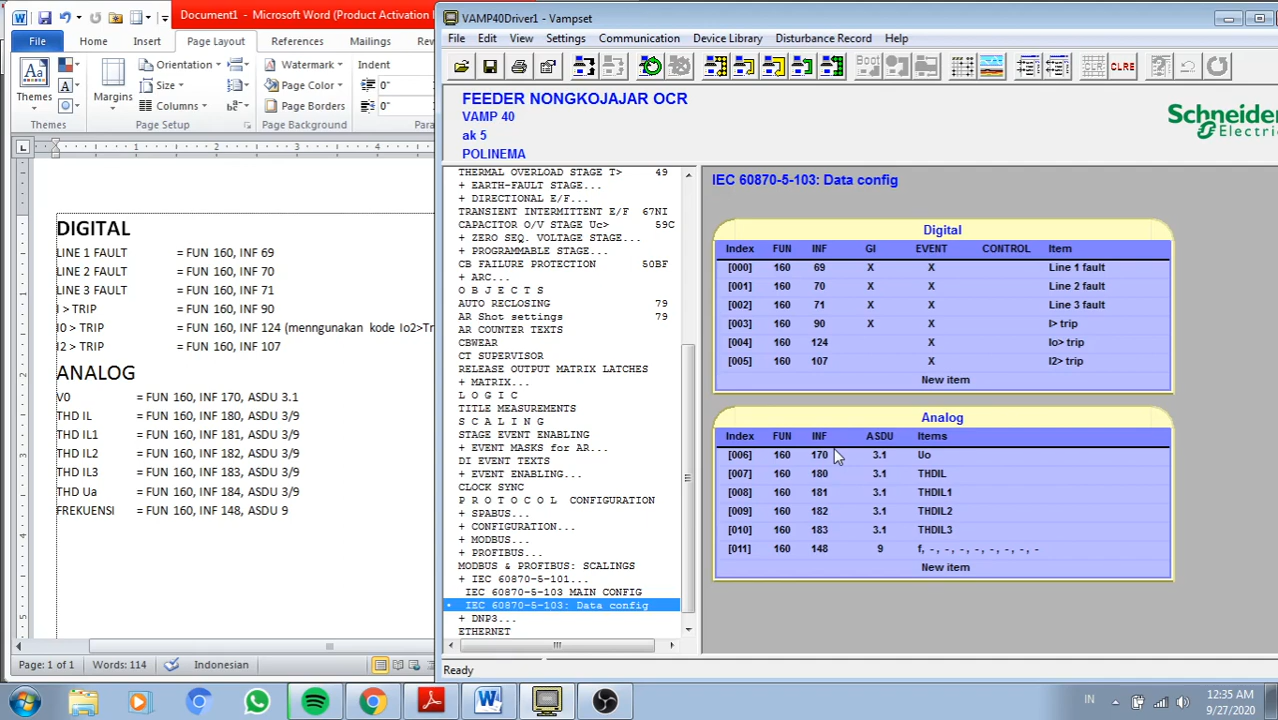 Document1 - Microsoft Word (Product Activation
File Home Insert Page Layout References Mailings
Themes
Margins
Orientation
Size
Columns
Watermark
Page Color
Page Borders
Indent
0"
0"
Themes Page Setup Page Background
DIGITAL
LINE 1 FAULT = FUN 160, INF 69
LINE 2 FAULT = FUN 160, INF 70
LINE 3 FAULT = FUN 160, INF 71
I > TRIP = FUN 160, INF 90
I0 > TRIP = FUN 160, INF 124 (menngunakan kode Io2>Tr
I2 > TRIP = FUN 160, INF 107
ANALOG
V0 = FUN 160, INF 170, ASDU 3.1
THD IL = FUN 160, INF 180, ASDU 3/9
THD IL1 = FUN 160, INF 181, ASDU 3/9
THD IL2 = FUN 160, INF 182, ASDU 3/9
THD IL3 = FUN 160, INF 183, ASDU 3/9
THD Ua = FUN 160, INF 184, ASDU 3/9
FREKUENSI = FUN 160, INF 148, ASDU 9
Page: 1 of 1 Words: 114 Indonesian
VAMP40Driver1 - Vampset
File Edit View Settings Communication Device Library Disturbance Record Help
Boot
CLRE
FEEDER NONGKOJAJAR OCR
VAMP 40
ak 5
POLINEMA
Schneider
Electric
THERMAL OVERLOAD STAGE T> 49
+ EARTH-FAULT STAGE...
+ DIRECTIONAL E/F...
TRANSIENT INTERMITTENT E/F 67NI
CAPACITOR O/V STAGE Uc> 59C
+ ZERO SEQ. VOLTAGE STAGE...
+ PROGRAMMABLE STAGE...
CB FAILURE PROTECTION 50BF
+ ARC...
O B J E C T S
AUTO RECLOSING 79
AR Shot settings 79
AR COUNTER TEXTS
CBWEAR
CT SUPERVISOR
RELEASE OUTPUT MATRIX LATCHES
+ MATRIX...
L O G I C
TITLE MEASUREMENTS
S C A L I N G
STAGE EVENT ENABLING
+ EVENT MASKS for AR...
DI EVENT TEXTS
+ EVENT ENABLING...
CLOCK SYNC
P R O T O C O L CONFIGURATION
+ SPABUS...
+ CONFIGURATION...
+ MODBUS...
+ PROFIBUS...
MODBUS & PROFIBUS: SCALINGS
+ IEC 60870-5-101...
IEC 60870-5-103 MAIN CONFIG
IEC 60870-5-103: Data config
+ DNP3...
ETHERNET
IEC 60870-5-103: Data config
Digital
Index FUN INF GI EVENT CONTROL Item
[000] 160 69 X X Line 1 fault
[001] 160 70 X X Line 2 fault
[002] 160 71 X X Line 3 fault
[003] 160 90 X X I> trip
[004] 160 124 X Io> trip
[005] 160 107 X I2> trip
New item
Analog
Index FUN INF ASDU Items
[006] 160 170 3.1 Uo
[007] 160 180 3.1 THDIL
[008] 160 181 3.1 THDIL1
[009] 160 182 3.1 THDIL2
[010] 160 183 3.1 THDIL3
[011] 160 148 9 f, -, -, -, -, -, -, -, -
New item
Ready
IN
12:35 AM
9/27/2020